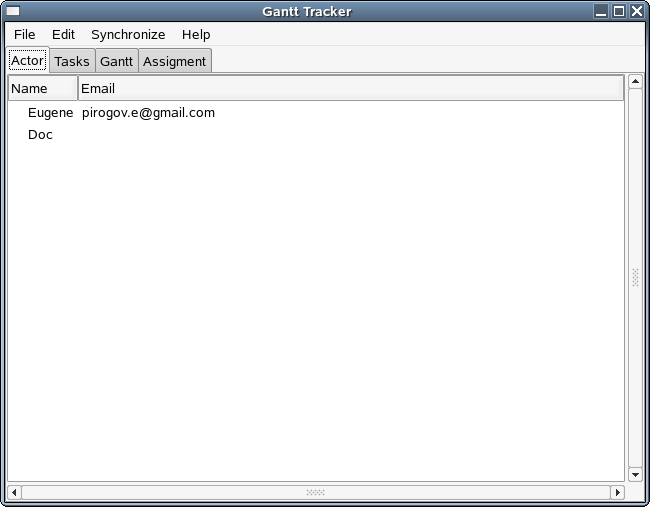 Gantt Tracker
File Edit Synchronize Help
Actor Tasks Gantt Assigment
Name Email
Eugene pirogov.e@gmail.com
Doc